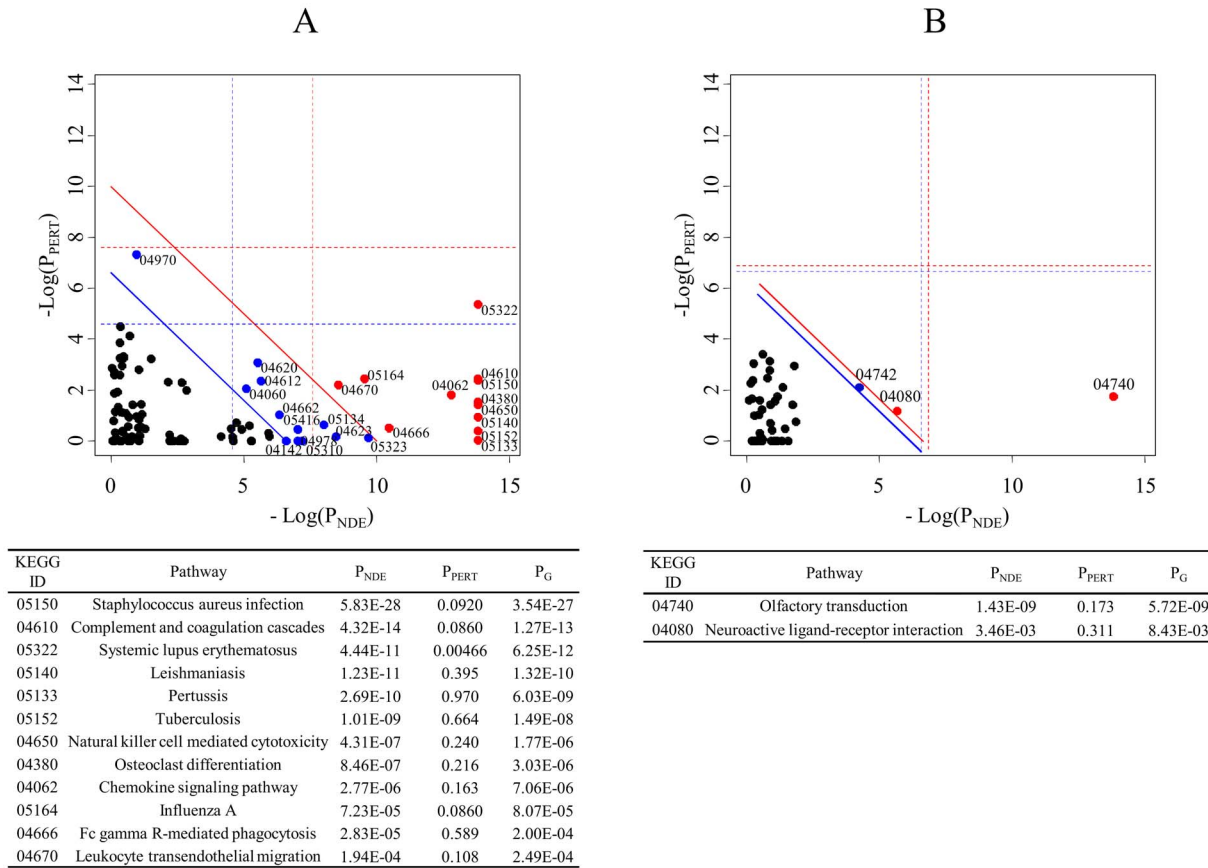 A
B
14
12
10
8
6
4
2
0
-Log(P_PERT)
04970
05322
04620
04612
04060
05164
04670
04062
04610
05150
04380
04650
05140
05152
05133
04662
05416
05134
04623
04666
04142
04978
05310
05323
0 5 10 15
- Log(P_NDE)
14
12
10
8
6
4
2
0
-Log(P_PERT)
04742
04080
04740
0 5 10 15
- Log(P_NDE)
KEGG ID Pathway P_NDE P_PERT P_G
05150 Staphylococcus aureus infection 5.83E-28 0.0920 3.54E-27
04610 Complement and coagulation cascades 4.32E-14 0.0860 1.27E-13
05322 Systemic lupus erythematosus 4.44E-11 0.00466 6.25E-12
05140 Leishmaniasis 1.23E-11 0.395 1.32E-10
05133 Pertussis 2.69E-10 0.970 6.03E-09
05152 Tuberculosis 1.01E-09 0.664 1.49E-08
04650 Natural killer cell mediated cytotoxicity 4.31E-07 0.240 1.77E-06
04380 Osteoclast differentiation 8.46E-07 0.216 3.03E-06
04062 Chemokine signaling pathway 2.77E-06 0.163 7.06E-06
05164 Influenza A 7.23E-05 0.0860 8.07E-05
04666 Fc gamma R-mediated phagocytosis 2.83E-05 0.589 2.00E-04
04670 Leukocyte transendothelial migration 1.94E-04 0.108 2.49E-04
KEGG ID Pathway P_NDE P_PERT P_G
04740 Olfactory transduction 1.43E-09 0.173 5.72E-09
04080 Neuroactive ligand-receptor interaction 3.46E-03 0.311 8.43E-03